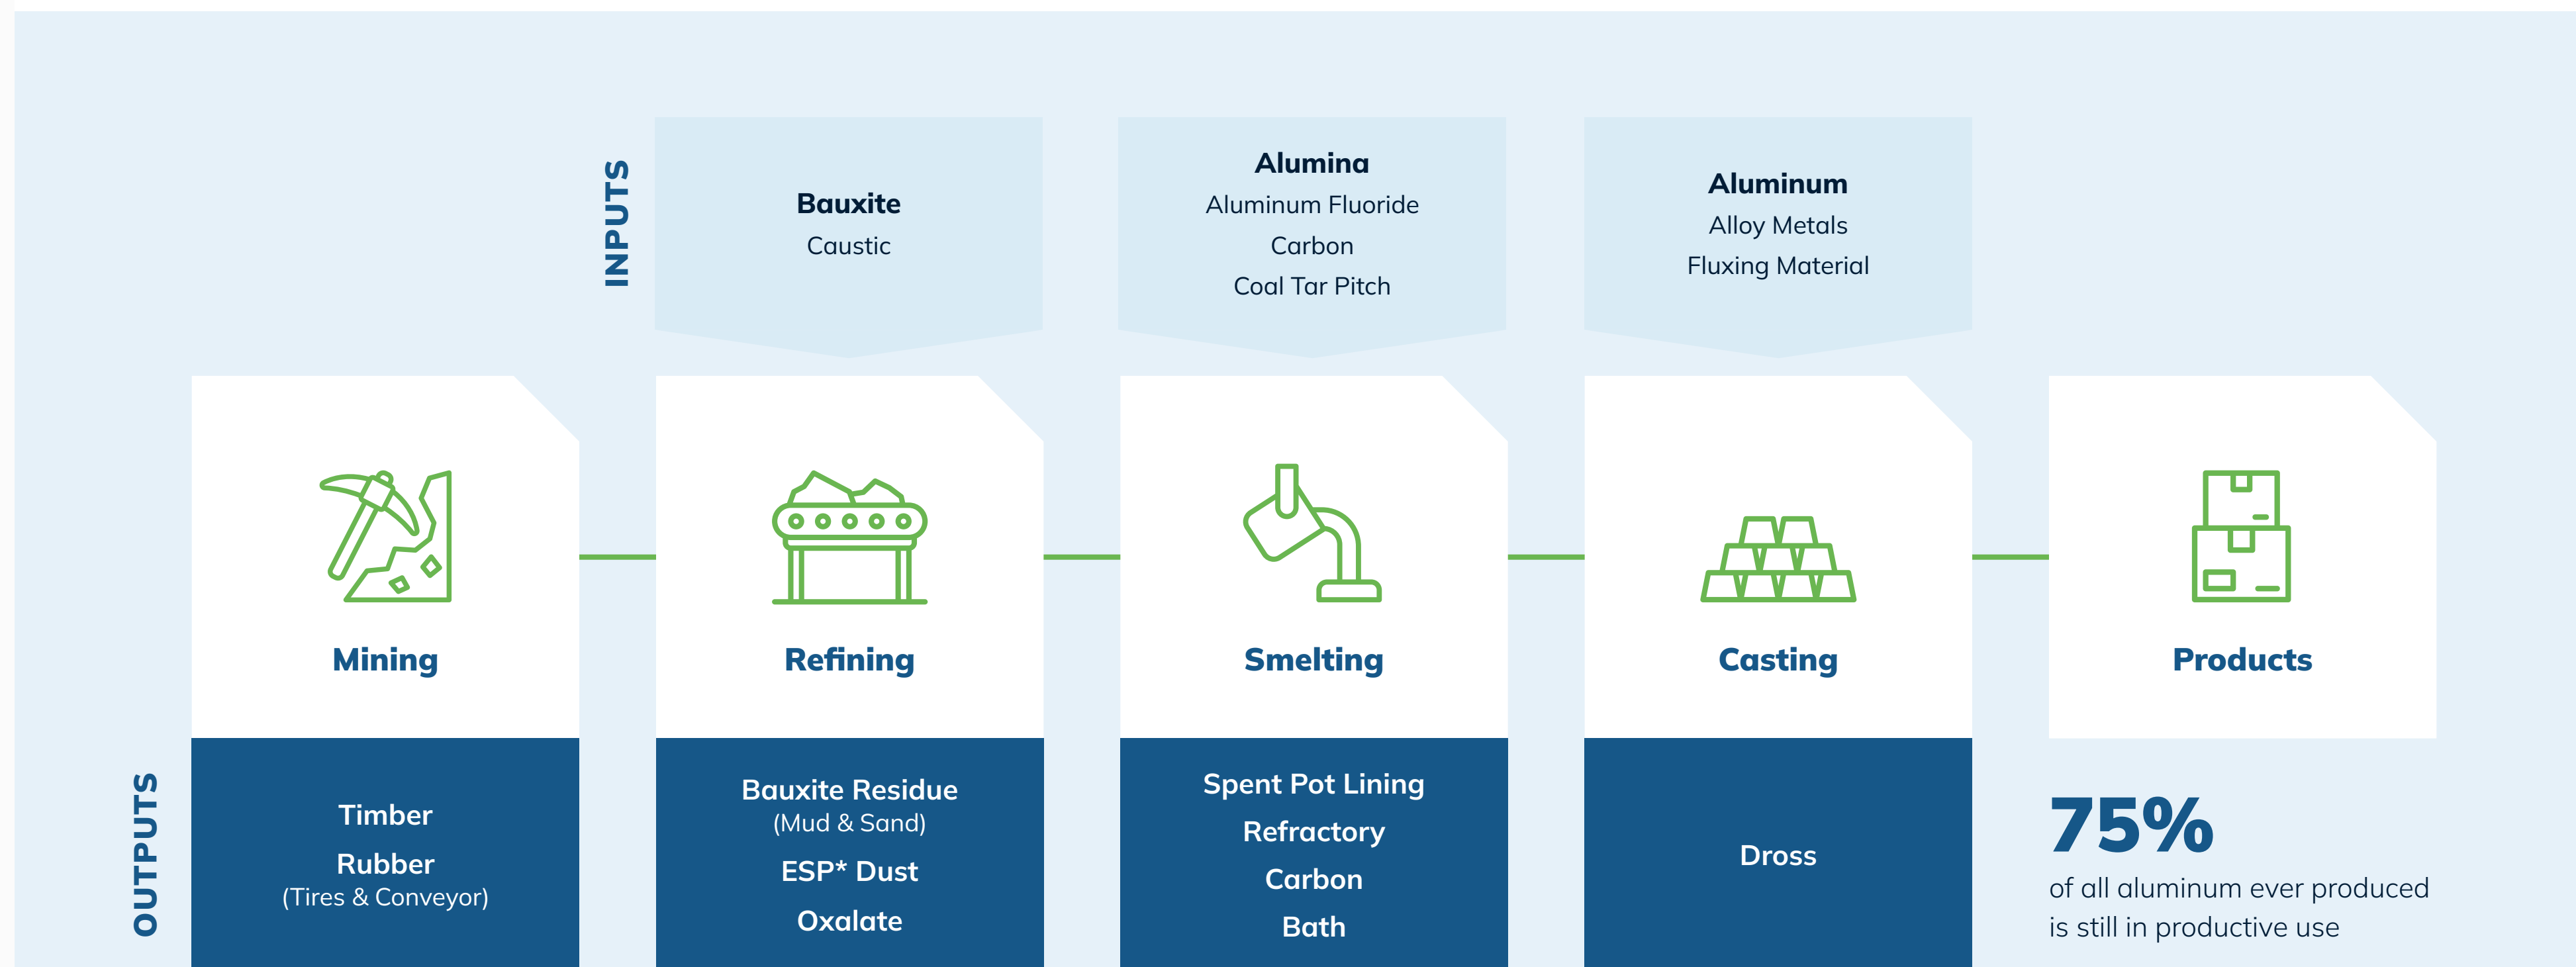 INPUTS
Bauxite
Caustic
Alumina
Aluminum Fluoride
Carbon
Coal Tar Pitch
Aluminum
Alloy Metals
Fluxing Material
Mining
Refining
Smelting
Casting
Products
OUTPUTS
Timber
Rubber
(Tires & Conveyor)
Bauxite Residue
(Mud & Sand)
ESP* Dust
Oxalate
Spent Pot Lining
Refractory
Carbon
Bath
Dross
75%
of all aluminum ever produced
is still in productive use